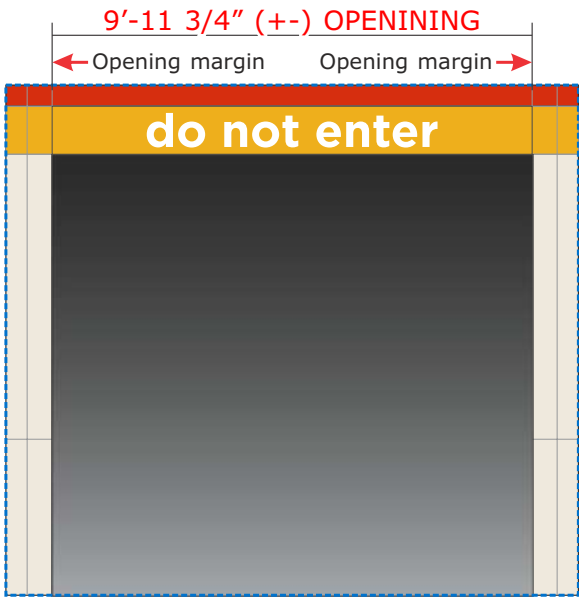 9’-11 3/4” (+-) OPENINING
Opening margin Opening margin
do not enter